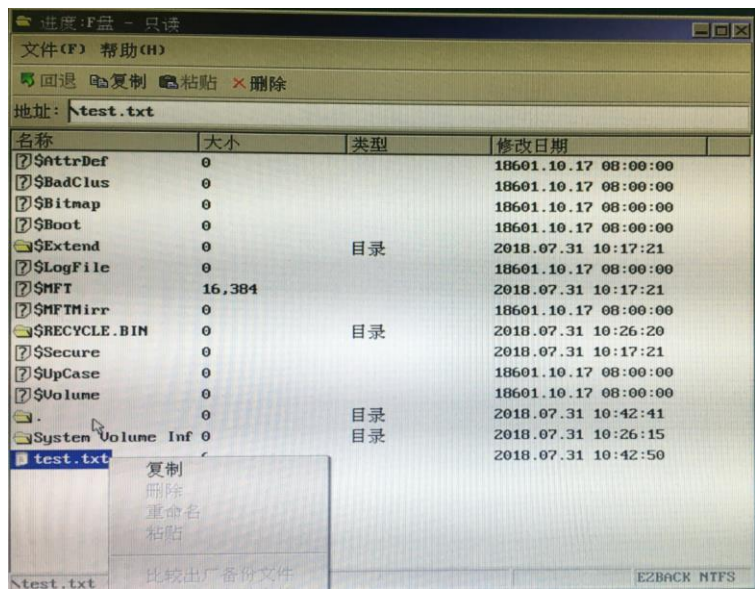 进度:F盘 - 只读
文件(F) 帮助(H)
回退 复制 粘贴 删除
地址: \test.txt
名称 大小 类型 修改日期
$AttrDef 0 18601.10.17 08:00:00
$BadClus 0 18601.10.17 08:00:00
$Bitmap 0 18601.10.17 08:00:00
$Boot 0 18601.10.17 08:00:00
$Extend 0 目录 2018.07.31 10:17:21
$LogFile 0 18601.10.17 08:00:00
$MFT 16,384 2018.07.31 10:17:21
$MFTMirr 0 18601.10.17 08:00:00
$RECYCLE.BIN 0 目录 2018.07.31 10:26:20
$Secure 0 2018.07.31 10:17:21
$UpCase 0 18601.10.17 08:00:00
$Volume 0 18601.10.17 08:00:00
. 0 目录 2018.07.31 10:42:41
System Volume Inf 0 目录 2018.07.31 10:26:15
test.txt 2018.07.31 10:42:50
复制
删除
重命名
粘贴
比较出厂备份文件
\test.txt EZBACK NTFS